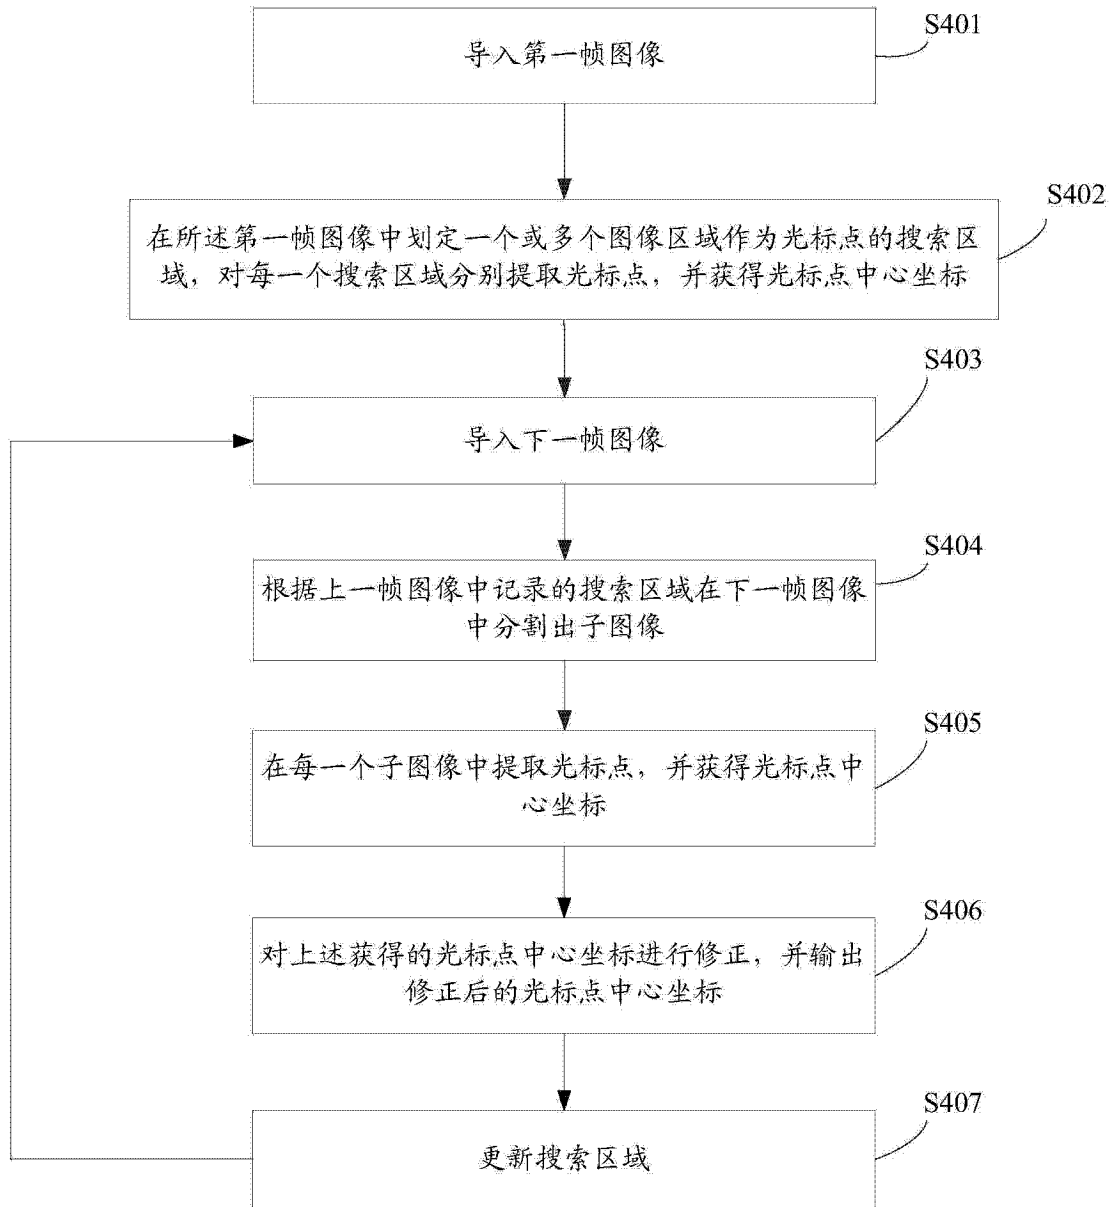 S401
导入第一帧图像
S402
在所述第一帧图像中划定一个或多个图像区域作为光标点的搜索区
域，对每一个搜索区域分别提取光标点，并获得光标点中心坐标
S403
导入下一帧图像
S404
根据上一帧图像中记录的搜索区域在下一帧图像
中分割出子图像
S405
在每一个子图像中提取光标点，并获得光标点中
心坐标
S406
对上述获得的光标点中心坐标进行修正，并输出
修正后的光标点中心坐标
S407
更新搜索区域